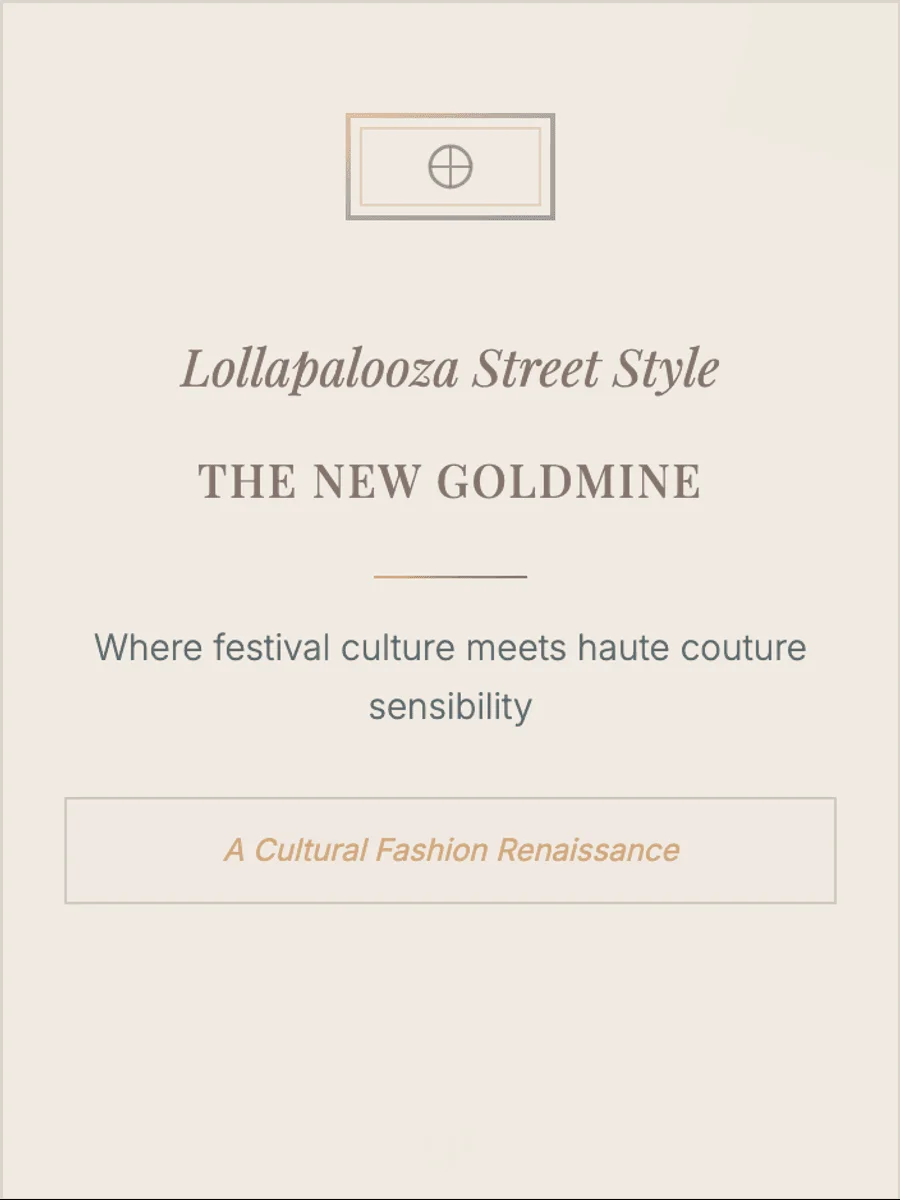 Lollapalooza Street Style
THE NEW GOLDMINE
Where festival culture meets haute couture
sensibility
A Cultural Fashion Renaissance